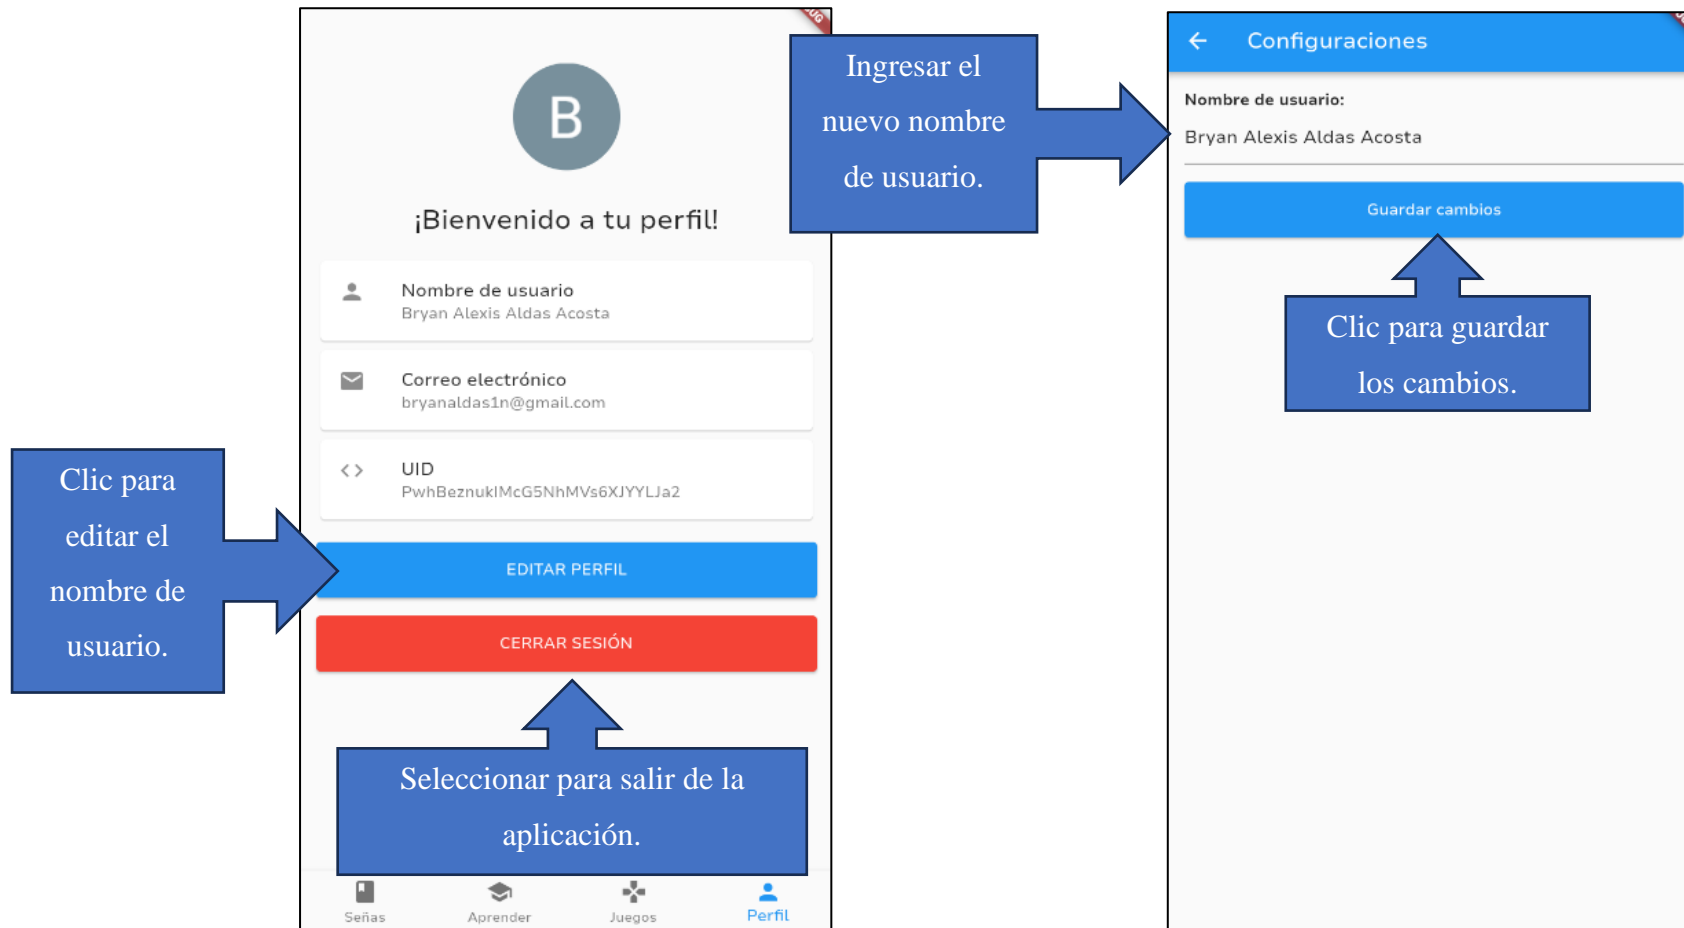 B
¡Bienvenido a tu perfil!
Nombre de usuario
Bryan Alexis Aldas Acosta
Correo electrónico
bryanaldas1n@gmail.com
UID
PwhBeznukIMcG5NhMVs6XJYYLJa2
EDITAR PERFIL
CERRAR SESIÓN
Clic para
editar el
nombre de
usuario.
Seleccionar para salir de la
aplicación.
Señas
Aprender
Juegos
Perfil
Ingresar el
nuevo nombre
de usuario.
Configuraciones
Nombre de usuario:
Bryan Alexis Aldas Acosta
Guardar cambios
Clic para guardar
los cambios.